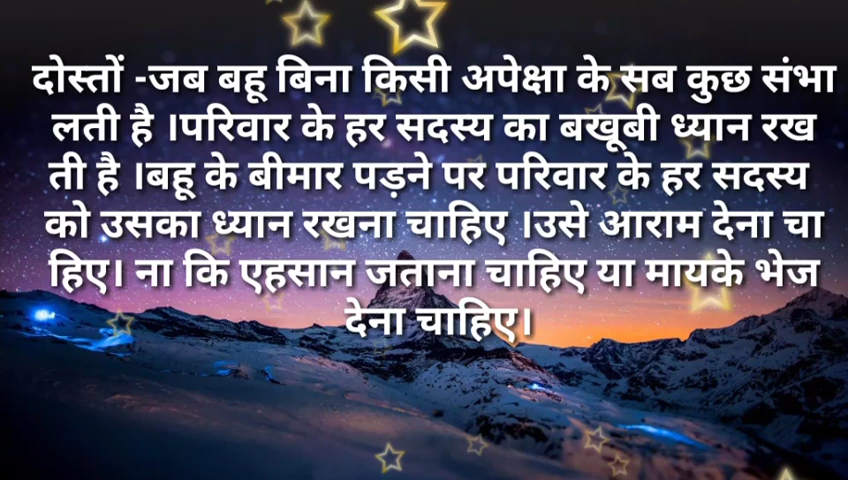 दोस्तों -जब बहू बिना किसी अपेक्षा के सब कुछ संभा
लती है ।परिवार के हर सदस्य का बखूबी ध्यान रख
ती है ।बहू के बीमार पड़ने पर परिवार के हर सदस्य
को उसका ध्यान रखना चाहिए ।उसे आराम देना चा
हिए। ना कि एहसान जताना चाहिए या मायके भेज
देना चाहिए।